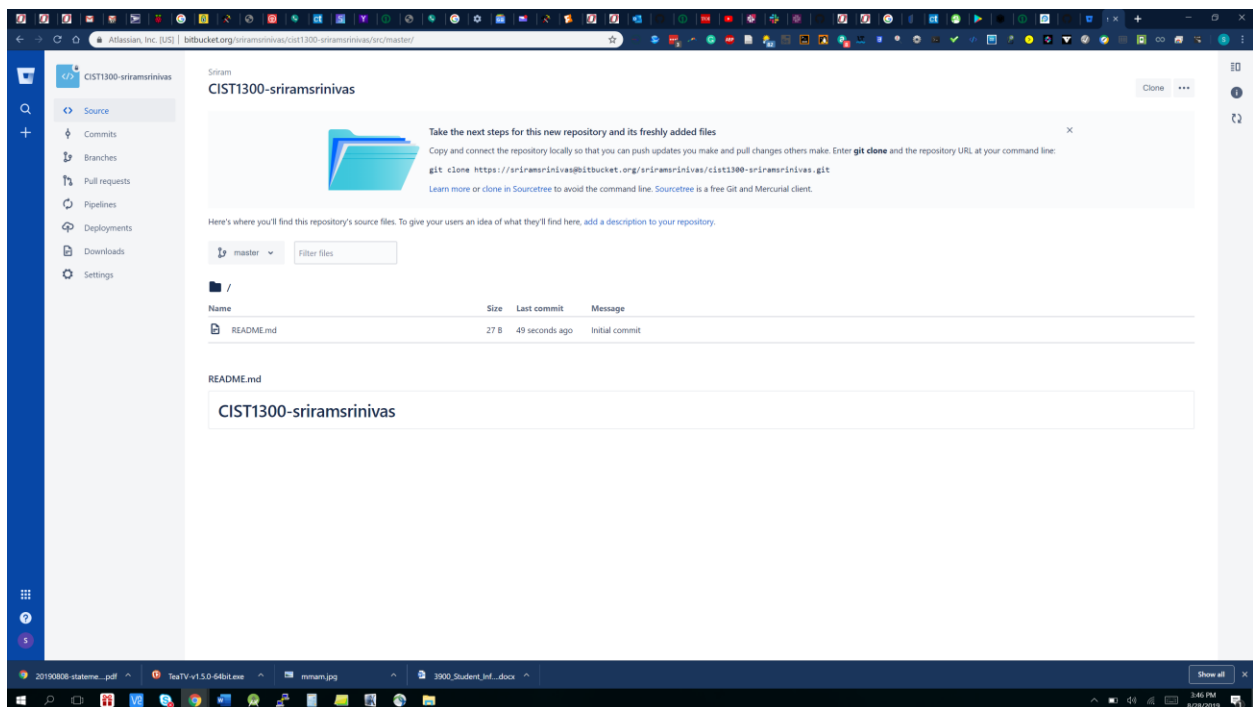 Atlassian, Inc. [US] | bitbucket.org/sriramsrinivas/cist1300-sriramsrinivas/src/master/
CIST1300-sriramsrinivas
Source
Commits
Branches
Pull requests
Pipelines
Deployments
Downloads
Settings
Sriram
CIST1300-sriramsrinivas
Clone
Take the next steps for this new repository and its freshly added files
Copy and connect the repository locally so that you can push updates you make and pull changes others make. Enter git clone and the repository URL at your command line:
git clone https://sriramsrinivas@bitbucket.org/sriramsrinivas/cist1300-sriramsrinivas.git
Learn more or clone in Sourcetree to avoid the command line. Sourcetree is a free Git and Mercurial client.
Here's where you'll find this repository's source files. To give your users an idea of what they'll find here, add a description to your repository.
master
Filter files
/
Name Size Last commit Message
README.md 27 B 49 seconds ago Initial commit
README.md
CIST1300-sriramsrinivas
S
20190808-stateme....pdf
TeaTV-v1.5.0-64bit.exe
mmam.jpg
3900_Student_Inf....docx
Show all
3:46 PM
8/28/2019